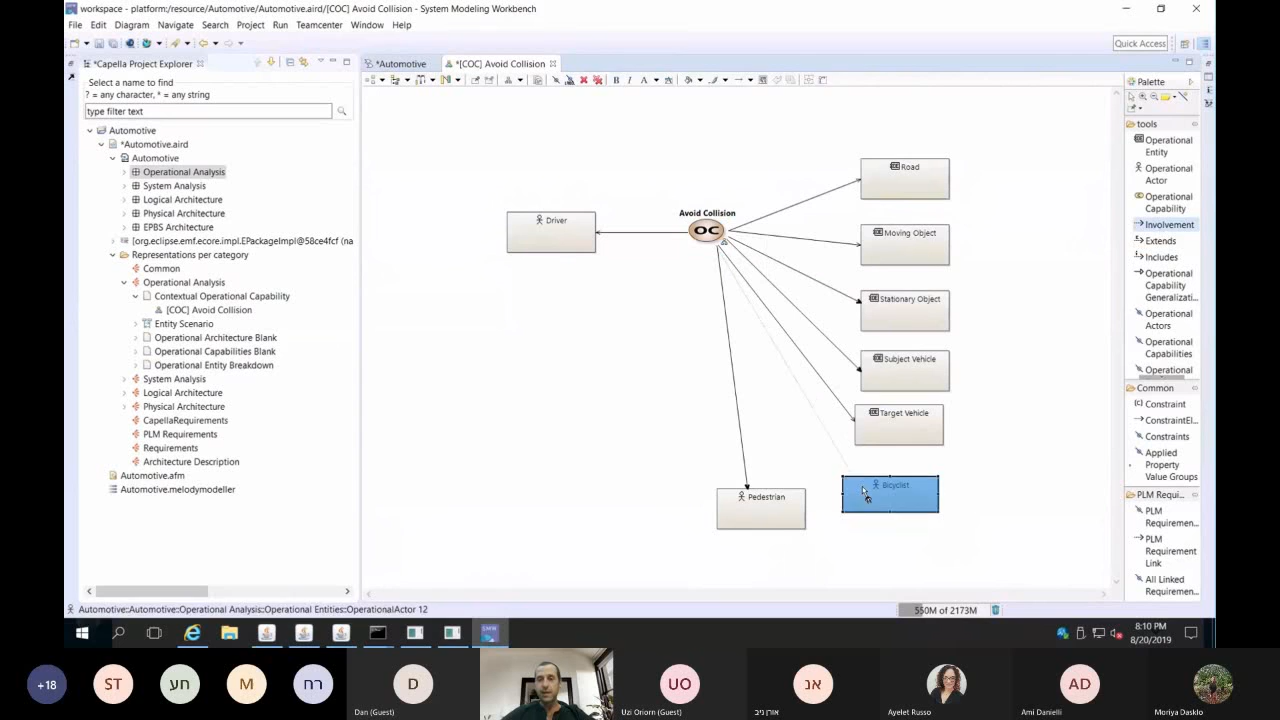 workspace - platform:/resource/Automotive/Automotive.aird/[COC] Avoid Collision - System Modeling Workbench
File Edit Diagram Navigate Search Project Run Teamcenter Window Help
Quick Access
*Capella Project Explorer
Select a name to find
? = any character, * = any string
type filter text
Automotive
*Automotive.aird
Automotive
Operational Analysis
System Analysis
Logical Architecture
Physical Architecture
EPBS Architecture
[org.eclipse.emf.ecore.impl.EPackageImpl@58ce4fcf (na
Representations per category
Common
Operational Analysis
Contextual Operational Capability
[COC] Avoid Collision
Entity Scenario
Operational Architecture Blank
Operational Capabilities Blank
Operational Entity Breakdown
System Analysis
Logical Architecture
Physical Architecture
CapellaRequirements
PLM Requirements
Requirements
Architecture Description
Automotive.afm
Automotive.melodymodeller
*Automotive
*[COC] Avoid Collision
B I A
Driver
Avoid Collision
OC
Road
Moving Object
Stationary Object
Subject Vehicle
Target Vehicle
Bicyclist
Pedestrian
Palette
tools
Operational
Entity
Operational
Actor
Operational
Capability
Involvement
Extends
Includes
Operational
Capability
Generalizati...
Operational
Actors
Operational
Capabilities
Operational
Common
Constraint
ConstraintEl...
Constraints
Applied
Property
Value Groups
PLM Requi...
PLM
Requiremen...
PLM
Requirement
Link
All Linked
Requiremen...
Automotive::Automotive::Operational Analysis::Operational Entities::OperationalActor 12
550M of 2173M
8:10 PM
8/20/2019
+18
ST
חע
M
רח
D
Dan (Guest)
UO
Uzi Oriorn (Guest)
אנ
אורן ניב
Ayelet Russo
AD
Ami Danielli
Moriya Dasklo